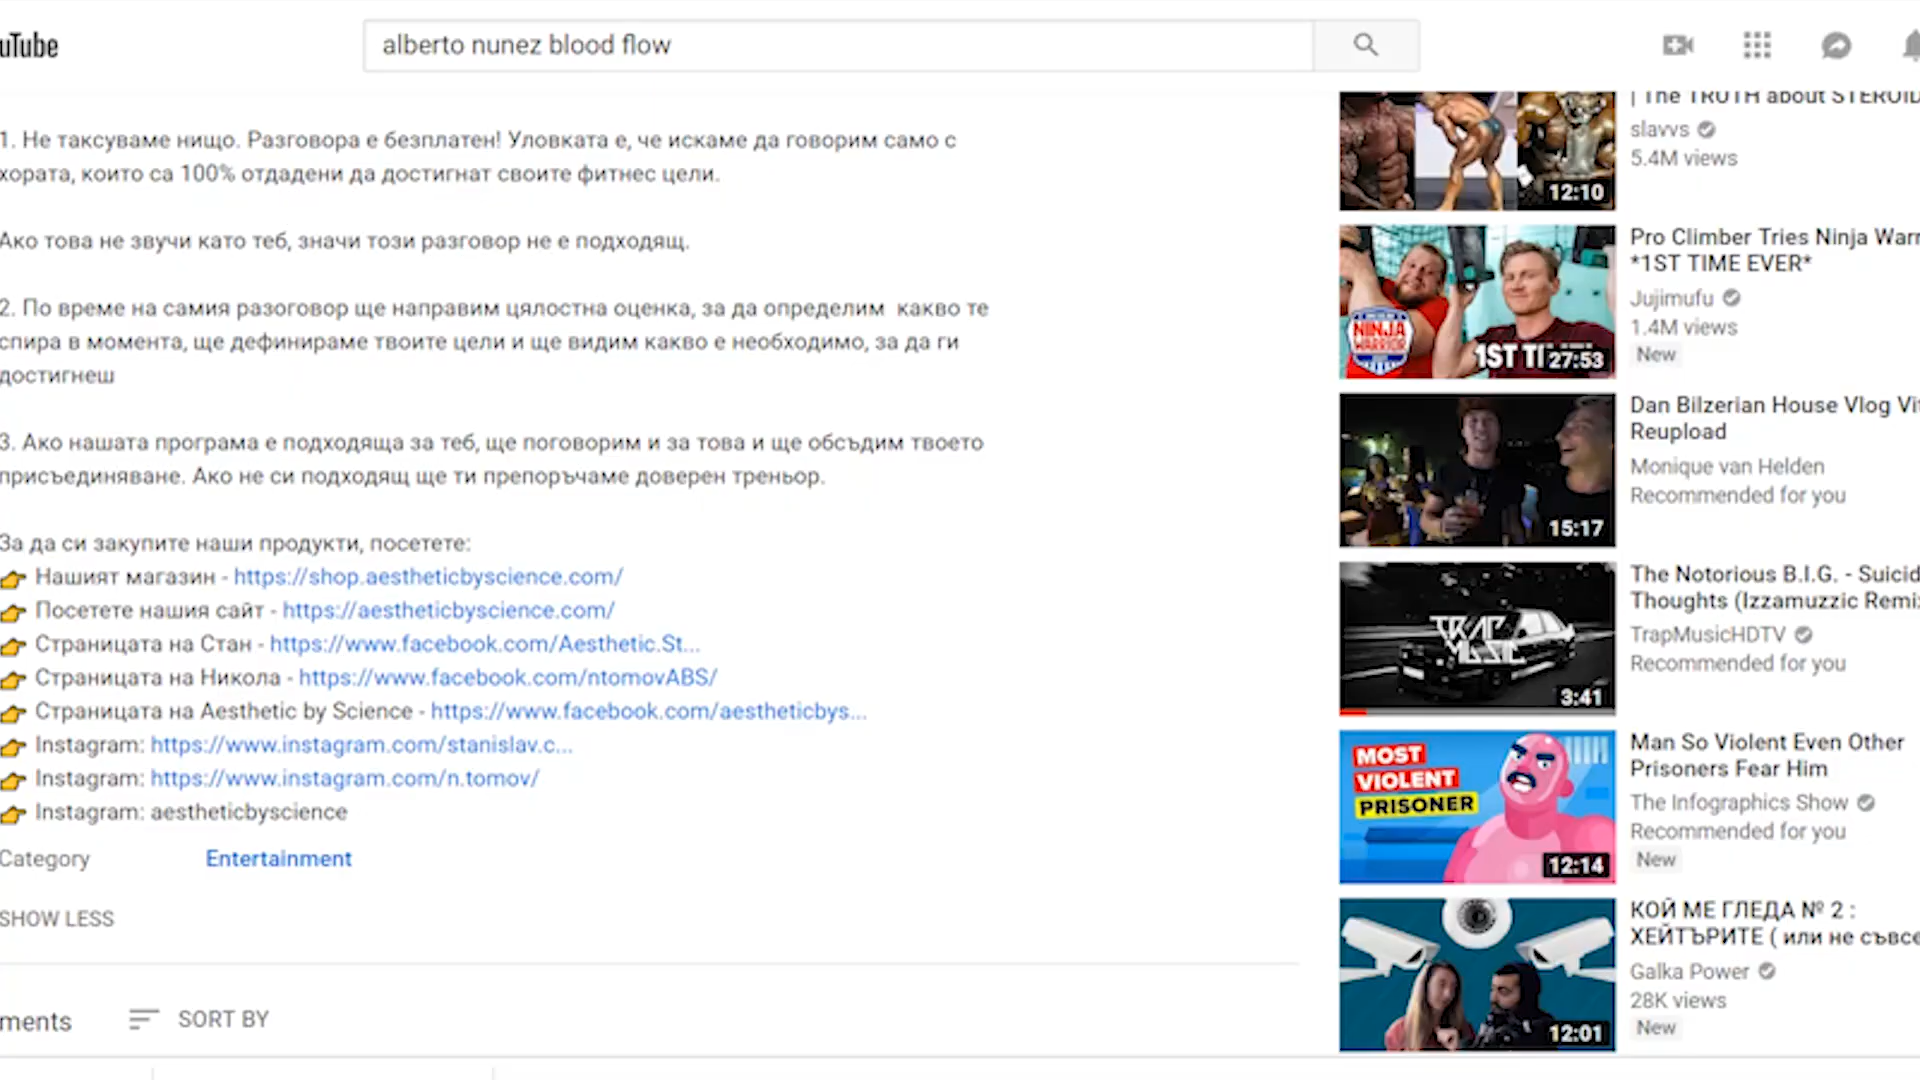 uTube
alberto nunez blood flow
1. Не таксуваме нищо. Разговора е безплатен! Уловката е, че искаме да говорим само с
хората, които са 100% отдадени да достигнат своите фитнес цели.
Ако това не звучи като теб, значи този разговор не е подходящ.
2. По време на самия разоговор ще направим цялостна оценка, за да определим какво те
спира в момента, ще дефинираме твоите цели и ще видим какво е необходимо, за да ги
достигнеш
3. Ако нашата програма е подходяща за теб, ще поговорим и за това и ще обсъдим твоето
присъединяване. Ако не си подходящ ще ти препоръчаме доверен треньор.
За да си закупите наши продукти, посетете:
👉 Нашият магазин - https://shop.aestheticbyscience.com/
👉 Посетете нашия сайт - https://aestheticbyscience.com/
👉 Страницата на Стан - https://www.facebook.com/Aesthetic.St...
👉 Страницата на Никола - https://www.facebook.com/ntomovABS/
👉 Страницата на Aesthetic by Science - https://www.facebook.com/aestheticbys...
👉 Instagram: https://www.instagram.com/stanislav.c...
👉 Instagram: https://www.instagram.com/n.tomov/
👉 Instagram: aestheticbyscience
Category Entertainment
SHOW LESS
ments SORT BY
12:10
| The TRUTH about STEROID
slavvs
5.4M views
NINJA
WARRIOR
1ST TI 27:53
Pro Climber Tries Ninja Warr
*1ST TIME EVER*
Jujimufu
1.4M views
New
15:17
Dan Bilzerian House Vlog Vit
Reupload
Monique van Helden
Recommended for you
TRAP
MUSIC
3:41
The Notorious B.I.G. - Suicid
Thoughts (Izzamuzzic Remix
TrapMusicHDTV
Recommended for you
MOST
VIOLENT
PRISONER
12:14
Man So Violent Even Other
Prisoners Fear Him
The Infographics Show
Recommended for you
New
12:01
КОЙ МЕ ГЛЕДА № 2 :
ХЕЙТЪРИТЕ ( или не съвсе
Galka Power
28K views
New